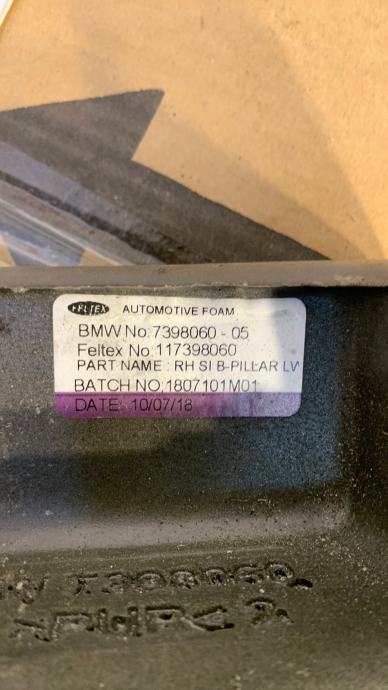 FELTEX AUTOMOTIVE FOAM
BMW No: 7398060 - 05
Feltex No: 117398060
PART NAME : RH SI B-PILLAR LW
BATCH NO: 1807101M01
DATE: 10/07/18